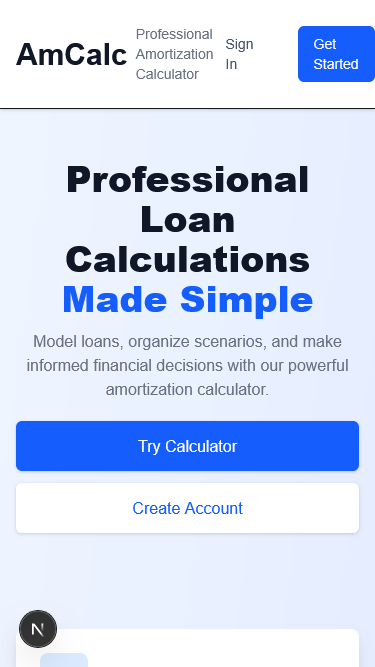 AmCalc
Professional
Amortization
Calculator
Sign
In
Get
Started
Professional
Loan
Calculations
Made Simple
Model loans, organize scenarios, and make
informed financial decisions with our powerful
amortization calculator.
Try Calculator
Create Account
N